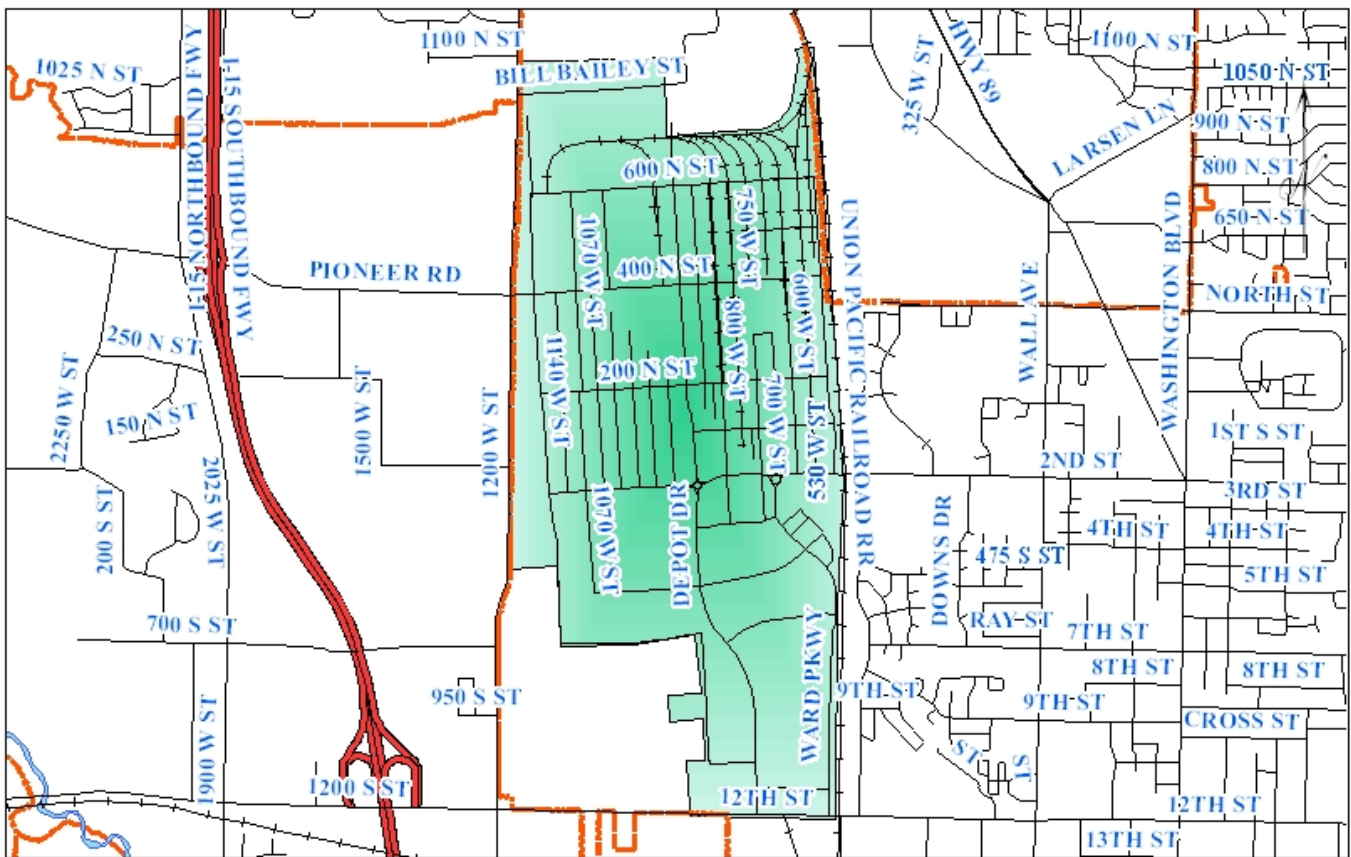 1100 N ST
1100 N ST
1025 N ST
BILL BAILEY ST
1050 N ST
I-15 NORTHBOUND FWY
I-15 SOUTHBOUND FWY
325 W ST
HWY 89
LARSEN LN
900 N ST
800 N ST
600 N ST
650 N ST
750 W ST
1070 W ST
UNION PACIFIC RAILROAD RR
WASHINGTON BLVD
PIONEER RD
400 N ST
600 W ST
WALL AVE
NORTH ST
250 N ST
800 W ST
1140 W ST
200 N ST
2250 W ST
150 N ST
1500 W ST
1200 W ST
700 W ST
530 W ST
1ST S ST
2ND ST
3RD ST
2025 W ST
200 S ST
1070 W ST
DEPOT DR
DOWNS DR
4TH ST
4TH ST
475 S ST
5TH ST
RAY ST
700 S ST
7TH ST
WARD PKWY
8TH ST
8TH ST
950 S ST
9TH ST
9TH ST
CROSS ST
1900 W ST
ST
ST
1200 S ST
12TH ST
12TH ST
13TH ST